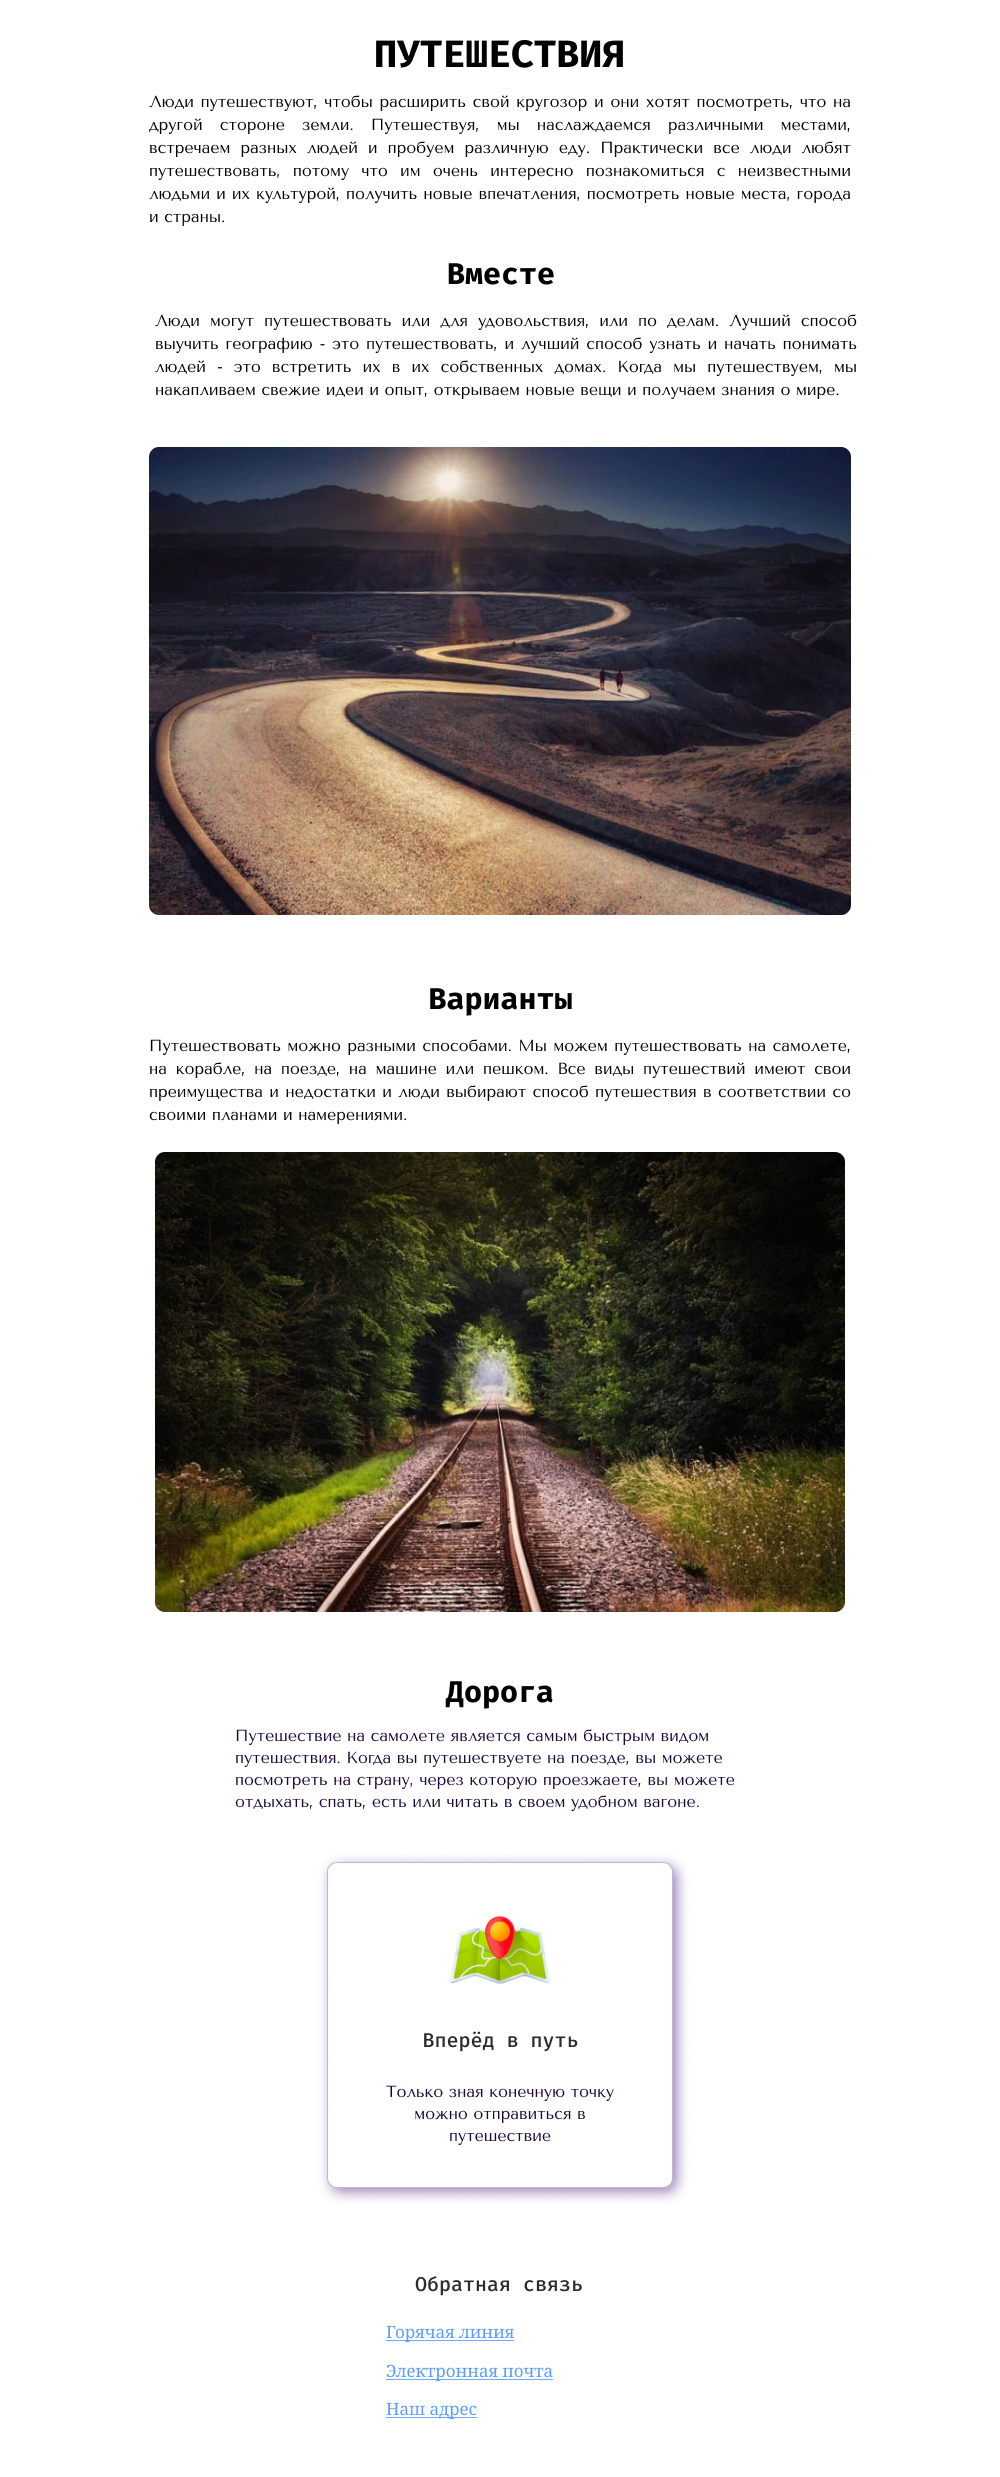 ПУТЕШЕСТВИЯ
Люди путешествуют, чтобы расширить свой кругозор и они хотят посмотреть, что на
другой стороне земли. Путешествуя, мы наслаждаемся различными местами,
встречаем разных людей и пробуем различную еду. Практически все люди любят
путешествовать, потому что им очень интересно познакомиться с неизвестными
людьми и их культурой, получить новые впечатления, посмотреть новые места, города
и страны.
Вместе
Люди могут путешествовать или для удовольствия, или по делам. Лучший способ
выучить географию - это путешествовать, и лучший способ узнать и начать понимать
людей - это встретить их в их собственных домах. Когда мы путешествуем, мы
накапливаем свежие идеи и опыт, открываем новые вещи и получаем знания о мире.
Варианты
Путешествовать можно разными способами. Мы можем путешествовать на самолете,
на корабле, на поезде, на машине или пешком. Все виды путешествий имеют свои
преимущества и недостатки и люди выбирают способ путешествия в соответствии со
своими планами и намерениями.
Дорога
Путешествие на самолете является самым быстрым видом
путешествия. Когда вы путешествуете на поезде, вы можете
посмотреть на страну, через которую проезжаете, вы можете
отдыхать, спать, есть или читать в своем удобном вагоне.
Вперёд в путь
Только зная конечную точку
можно отправиться в
путешествие
Обратная связь
Горячая линия
Электронная почта
Наш адрес